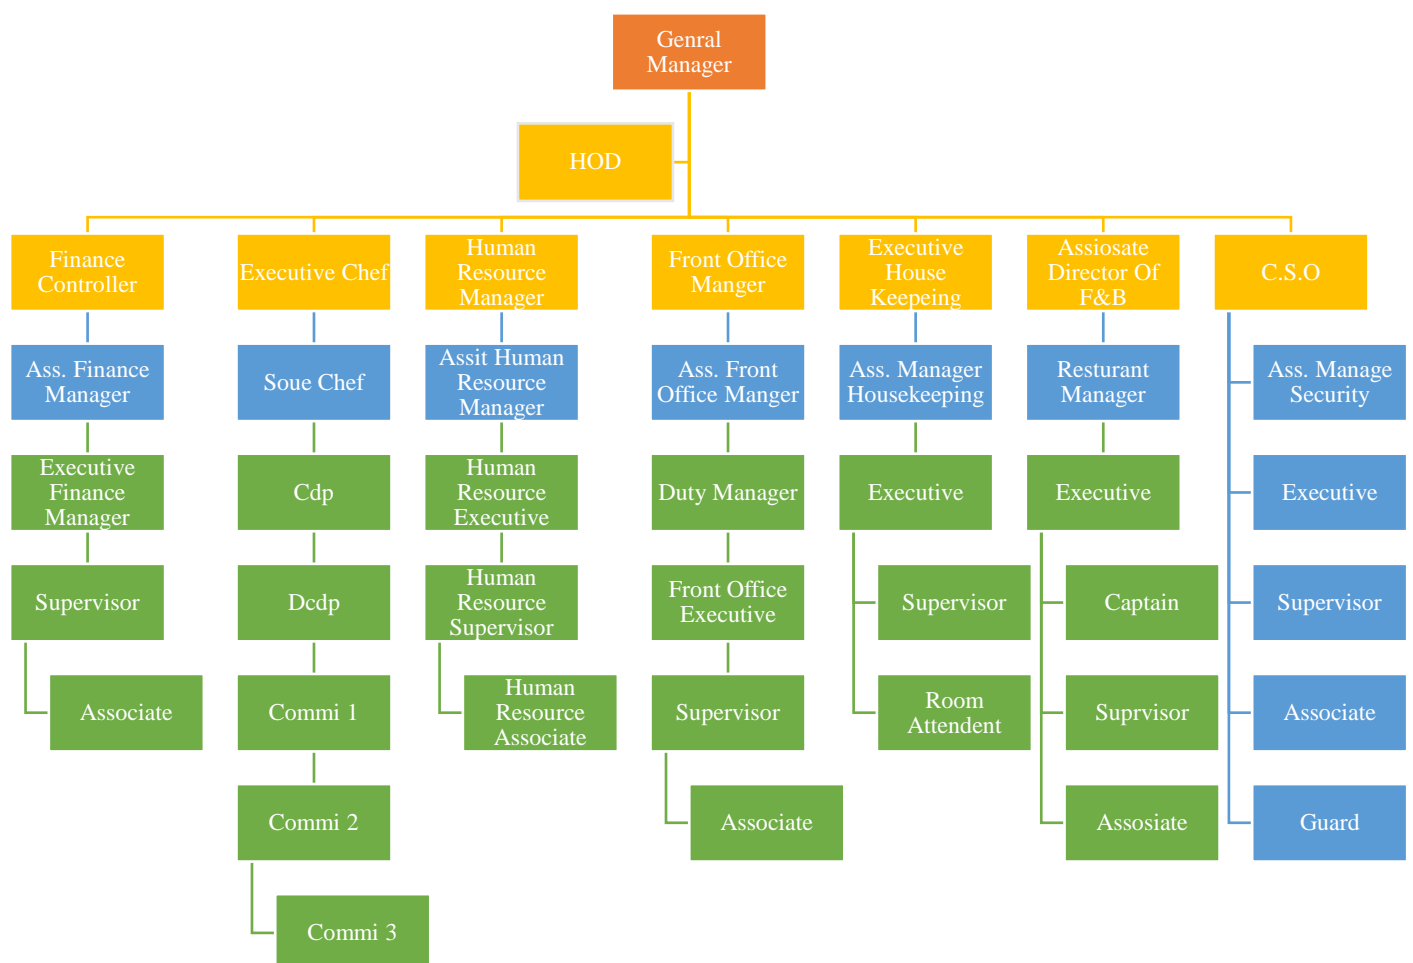 Genral
Manager
HOD
Finance
Controller
Executive Chef
Human
Resource
Manager
Front Office
Manger
Executive
House
Keepeing
Assiosate
Director Of
F&B
C.S.O
Ass. Finance
Manager
Soue Chef
Assit Human
Resource
Manager
Ass. Front
Office Manger
Ass. Manager
Housekeeping
Resturant
Manager
Ass. Manage
Security
Executive
Finance
Manager
Cdp
Human
Resource
Executive
Duty Manager
Executive
Executive
Executive
Supervisor
Dcdp
Human
Resource
Supervisor
Front Office
Executive
Supervisor
Captain
Supervisor
Associate
Commi 1
Human
Resource
Associate
Supervisor
Room
Attendent
Suprvisor
Associate
Commi 2
Associate
Assosiate
Guard
Commi 3